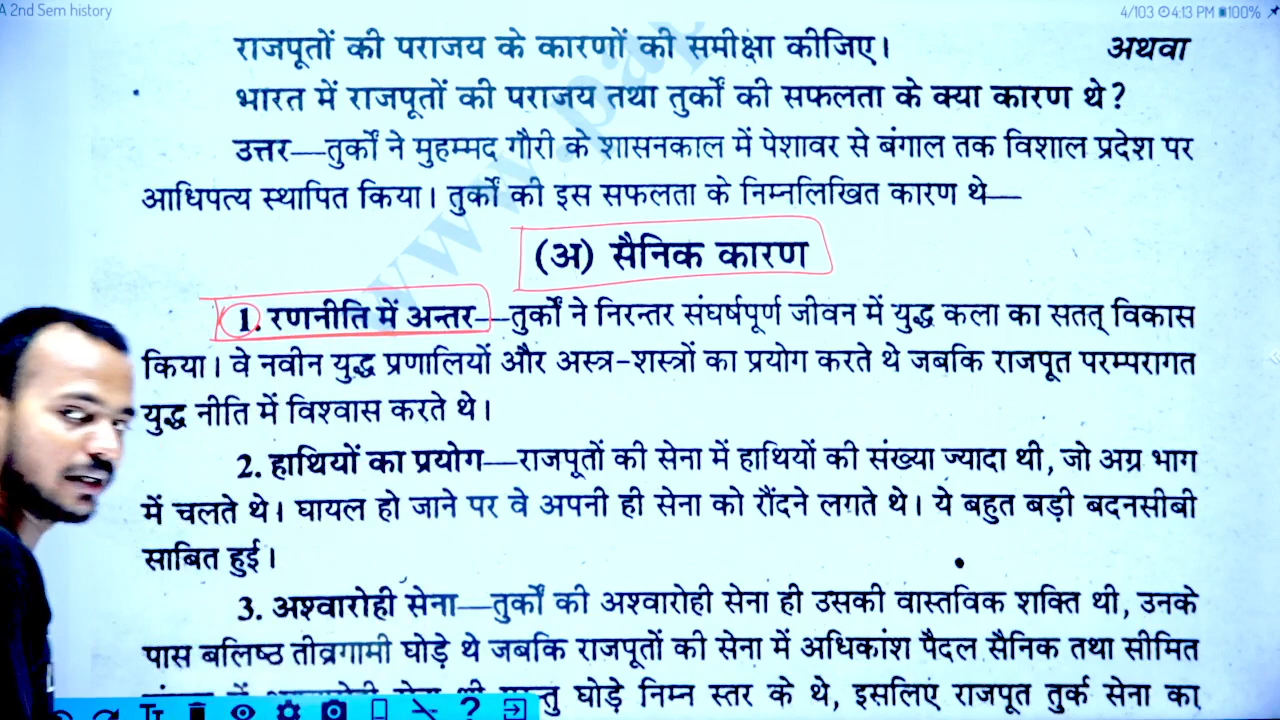 A 2nd Sem history
4/103 4:13 PM 100%
राजपूतों की पराजय के कारणों की समीक्षा कीजिए। अथवा
भारत में राजपूतों की पराजय तथा तुर्कों की सफलता के क्या कारण थे?
उत्तर—तुर्कों ने मुहम्मद गौरी के शासनकाल में पेशावर से बंगाल तक विशाल प्रदेश पर
आधिपत्य स्थापित किया। तुर्कों की इस सफलता के निम्नलिखित कारण थे—
(अ) सैनिक कारण
1. रणनीति में अन्तर—तुर्कों ने निरन्तर संघर्षपूर्ण जीवन में युद्ध कला का सतत् विकास
किया। वे नवीन युद्ध प्रणालियों और अस्त्र-शस्त्रों का प्रयोग करते थे जबकि राजपूत परम्परागत
युद्ध नीति में विश्वास करते थे।
2. हाथियों का प्रयोग—राजपूतों की सेना में हाथियों की संख्या ज्यादा थी, जो अग्र भाग
में चलते थे। घायल हो जाने पर वे अपनी ही सेना को रौंदने लगते थे। ये बहुत बड़ी बदनसीबी
साबित हुई।
3. अश्वारोही सेना—तुर्कों की अश्वारोही सेना ही उसकी वास्तविक शक्ति थी, उनके
पास बलिष्ठ तीव्रगामी घोड़े थे जबकि राजपूतों की सेना में अधिकांश पैदल सैनिक तथा सीमित
घोड़े निम्न स्तर के थे, इसलिए राजपूत तुर्क सेना का